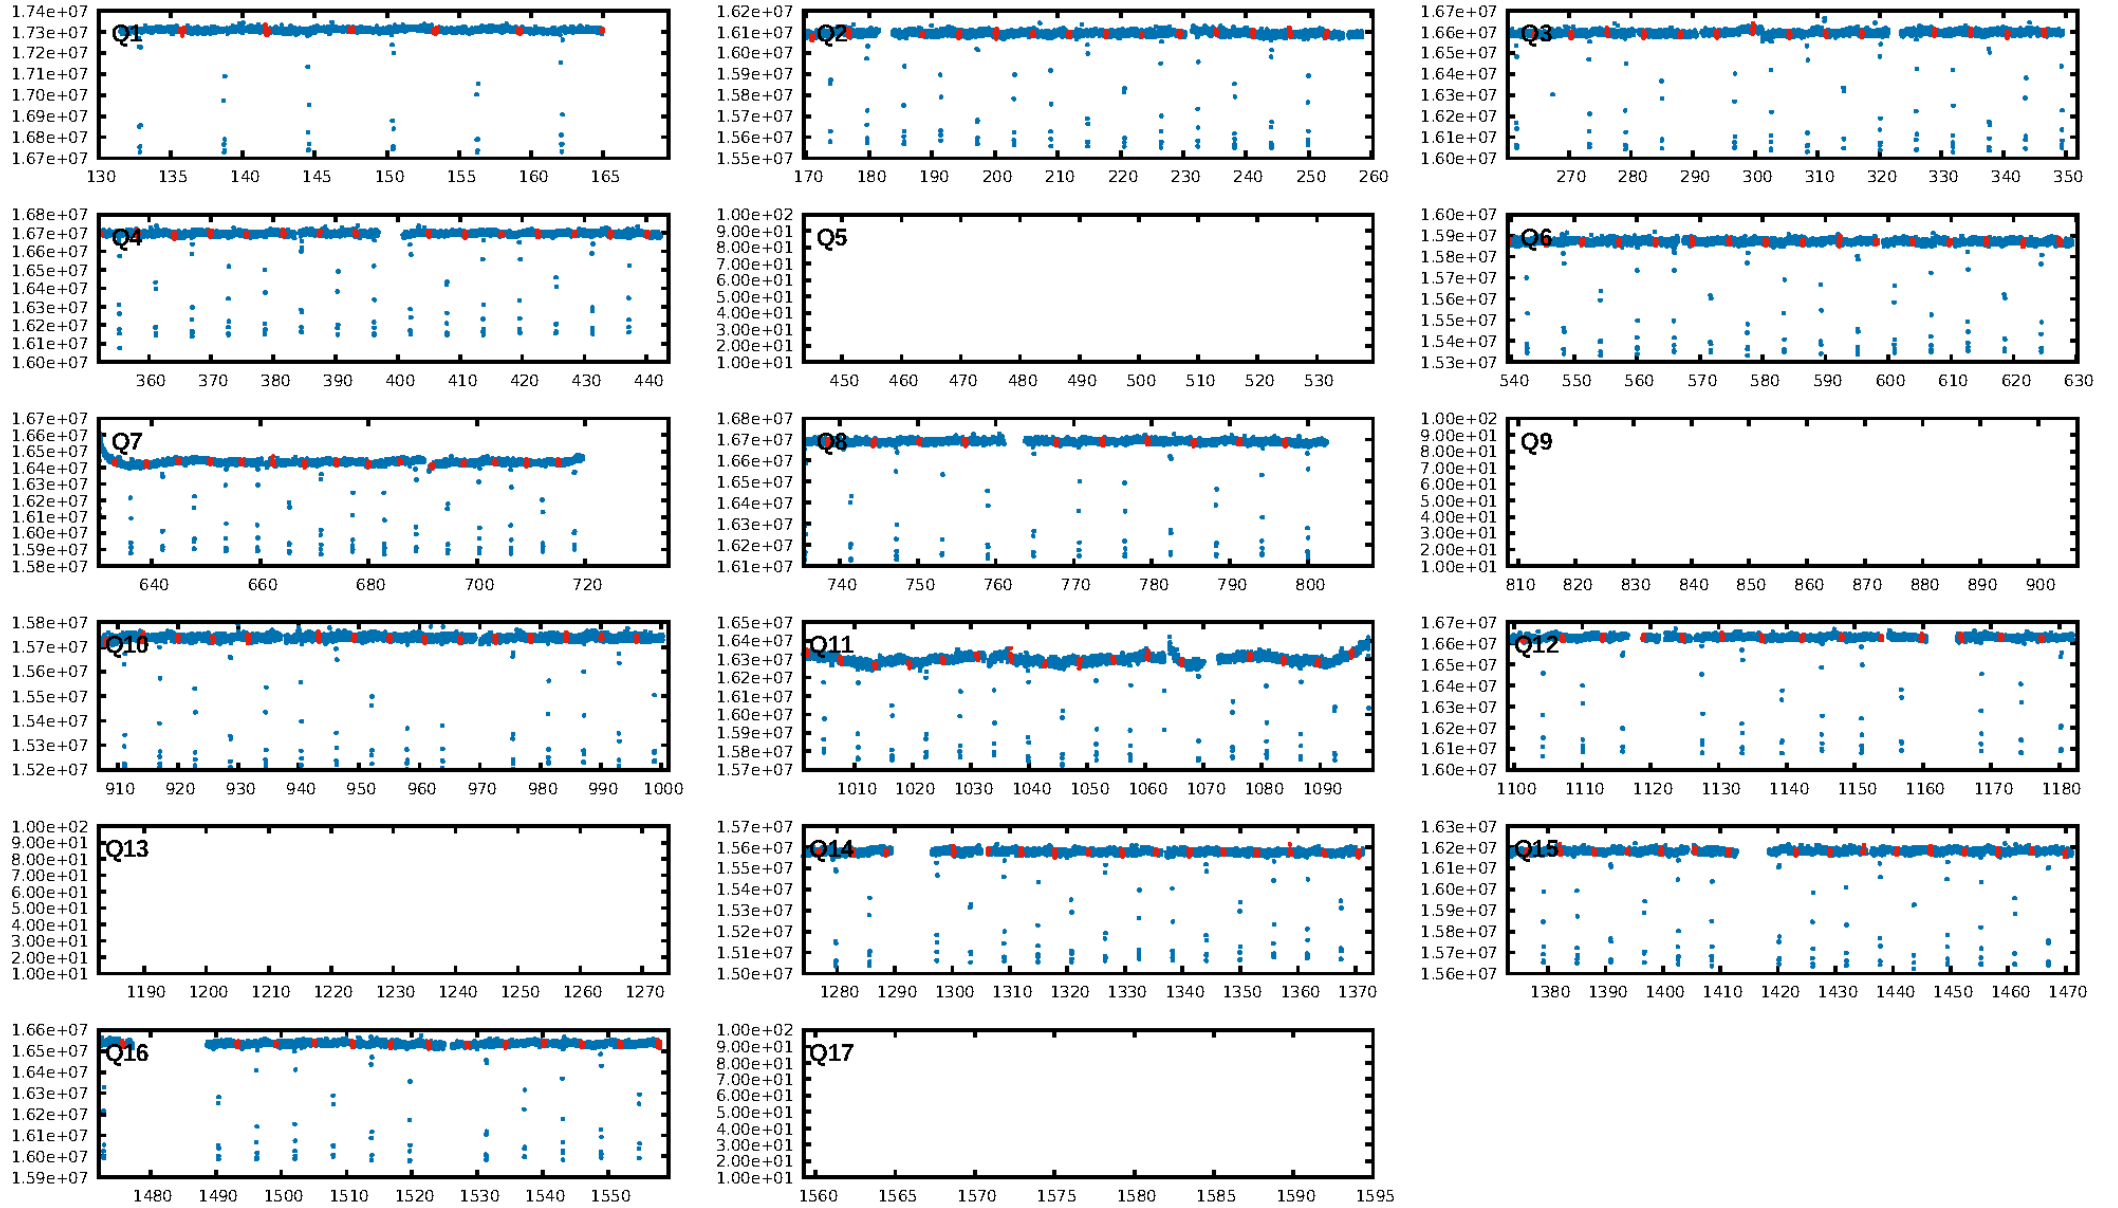 1.74e+07
1.73e+07
1.72e+07
1.71e+07
1.70e+07
1.69e+07
1.68e+07
1.67e+07
Q1
130 135 140 145 150 155 160 165
1.62e+07
1.61e+07
1.60e+07
1.59e+07
1.58e+07
1.57e+07
1.56e+07
1.55e+07
Q2
170 180 190 200 210 220 230 240 250 260
1.67e+07
1.66e+07
1.65e+07
1.64e+07
1.63e+07
1.62e+07
1.61e+07
1.60e+07
Q3
270 280 290 300 310 320 330 340 350
1.68e+07
1.67e+07
1.66e+07
1.65e+07
1.64e+07
1.63e+07
1.62e+07
1.61e+07
1.60e+07
Q4
360 370 380 390 400 410 420 430 440
1.00e+02
9.00e+01
8.00e+01
7.00e+01
6.00e+01
5.00e+01
4.00e+01
3.00e+01
2.00e+01
1.00e+01
Q5
450 460 470 480 490 500 510 520 530
1.60e+07
1.59e+07
1.58e+07
1.57e+07
1.56e+07
1.55e+07
1.54e+07
1.53e+07
Q6
540 550 560 570 580 590 600 610 620 630
1.67e+07
1.66e+07
1.65e+07
1.64e+07
1.63e+07
1.62e+07
1.61e+07
1.60e+07
1.59e+07
1.58e+07
Q7
640 660 680 700 720
1.68e+07
1.67e+07
1.66e+07
1.65e+07
1.64e+07
1.63e+07
1.62e+07
1.61e+07
Q8
740 750 760 770 780 790 800
1.00e+02
9.00e+01
8.00e+01
7.00e+01
6.00e+01
5.00e+01
4.00e+01
3.00e+01
2.00e+01
1.00e+01
Q9
810 820 830 840 850 860 870 880 890 900
1.58e+07
1.57e+07
1.56e+07
1.55e+07
1.54e+07
1.53e+07
1.52e+07
Q10
910 920 930 940 950 960 970 980 990 1000
1.65e+07
1.64e+07
1.63e+07
1.62e+07
1.61e+07
1.60e+07
1.59e+07
1.58e+07
1.57e+07
Q11
1010 1020 1030 1040 1050 1060 1070 1080 1090
1.67e+07
1.66e+07
1.65e+07
1.64e+07
1.63e+07
1.62e+07
1.61e+07
1.60e+07
Q12
1100 1110 1120 1130 1140 1150 1160 1170 1180
1.00e+02
9.00e+01
8.00e+01
7.00e+01
6.00e+01
5.00e+01
4.00e+01
3.00e+01
2.00e+01
1.00e+01
Q13
1190 1200 1210 1220 1230 1240 1250 1260 1270
1.57e+07
1.56e+07
1.55e+07
1.54e+07
1.53e+07
1.52e+07
1.51e+07
1.50e+07
Q14
1280 1290 1300 1310 1320 1330 1340 1350 1360 1370
1.63e+07
1.62e+07
1.61e+07
1.60e+07
1.59e+07
1.58e+07
1.57e+07
1.56e+07
Q15
1380 1390 1400 1410 1420 1430 1440 1450 1460 1470
1.66e+07
1.65e+07
1.64e+07
1.63e+07
1.62e+07
1.61e+07
1.60e+07
1.59e+07
Q16
1480 1490 1500 1510 1520 1530 1540 1550
1.00e+02
9.00e+01
8.00e+01
7.00e+01
6.00e+01
5.00e+01
4.00e+01
3.00e+01
2.00e+01
1.00e+01
Q17
1560 1565 1570 1575 1580 1585 1590 1595